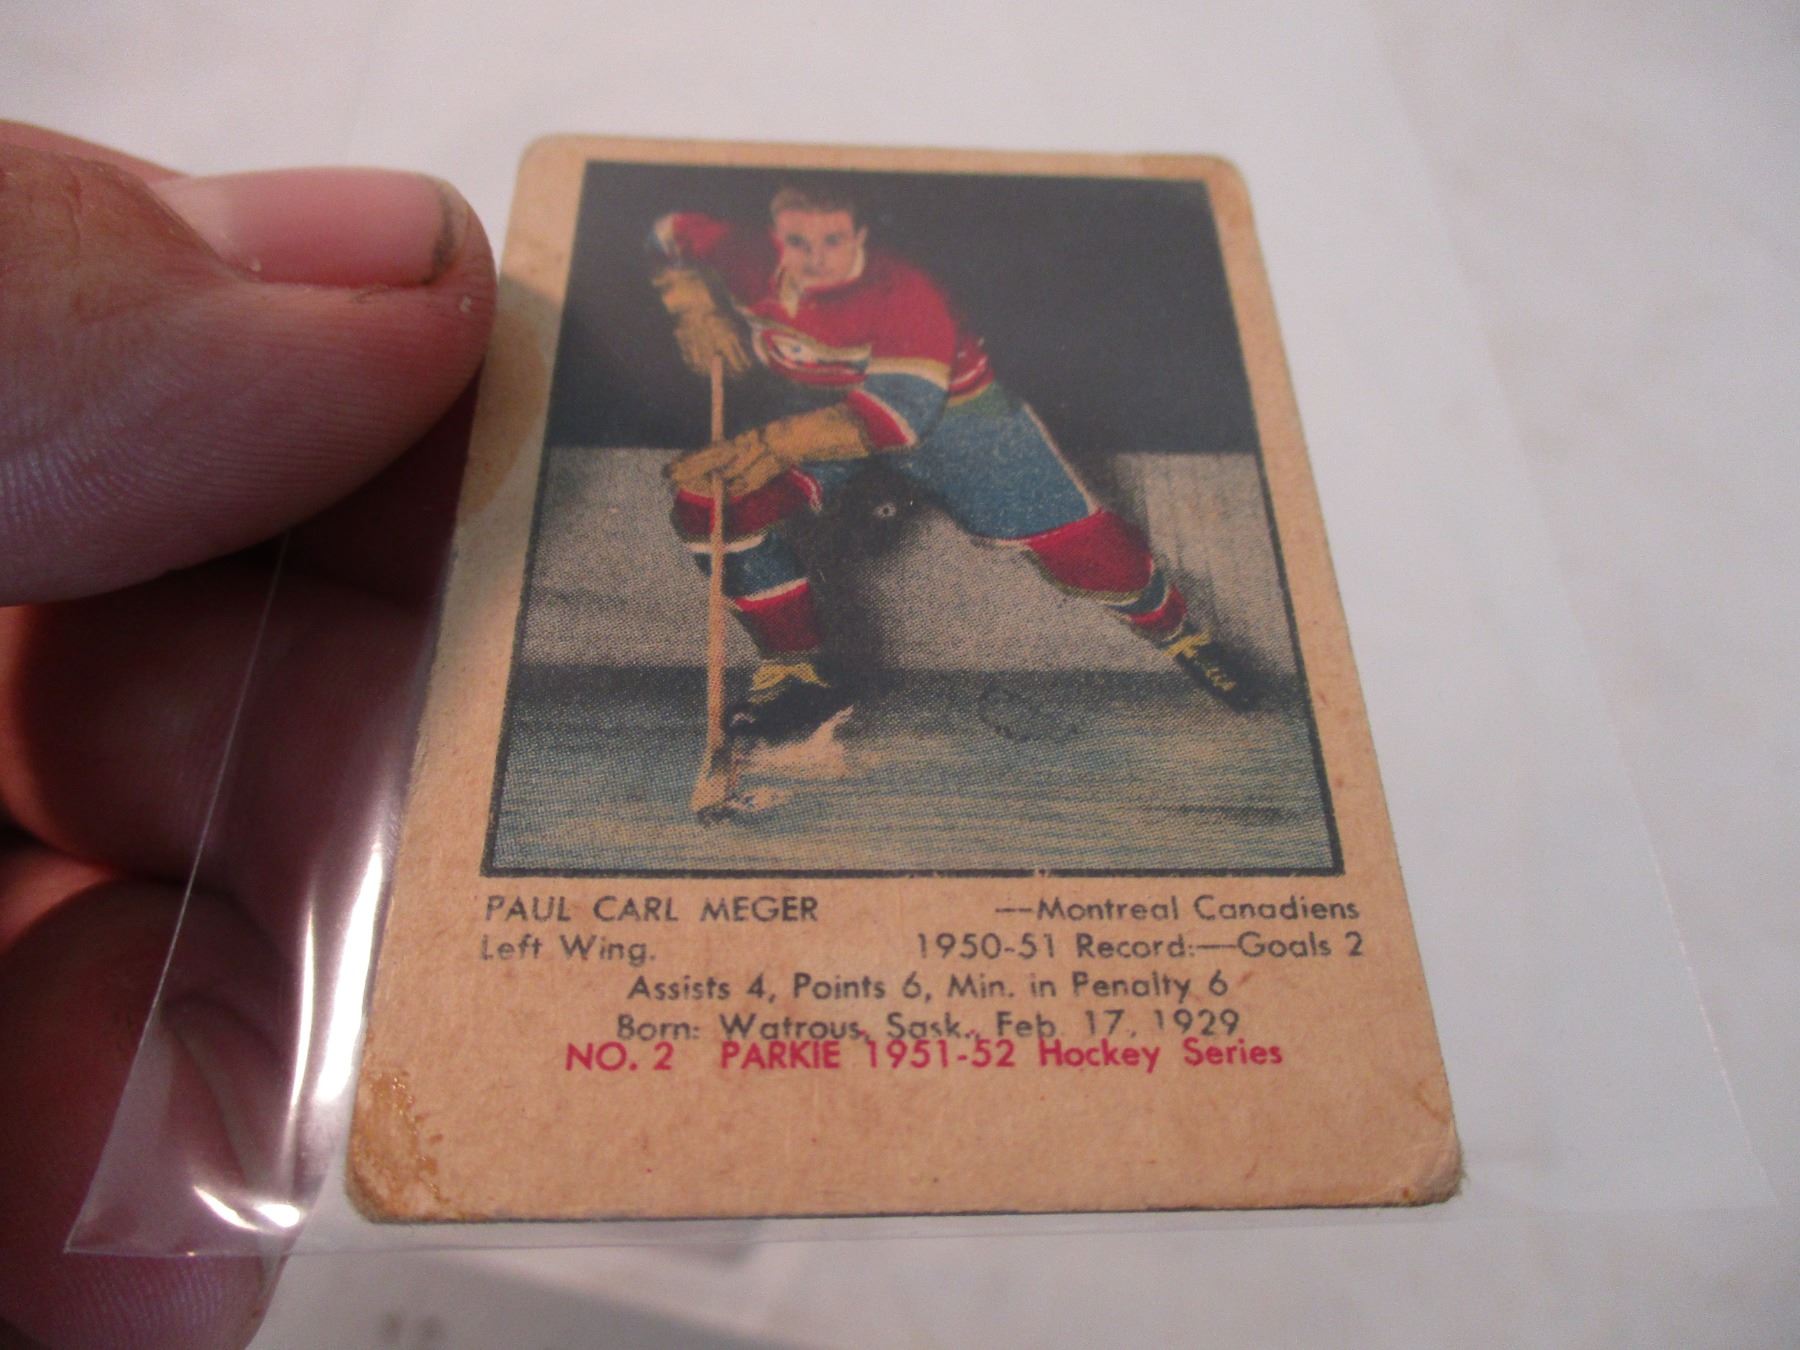 PAUL CARL MEGER —Montreal Canadiens
Left Wing. 1950-51 Record:—Goals 2
Assists 4, Points 6, Min. in Penalty 6
Born: Watrous, Sask., Feb. 17, 1929
NO. 2 PARKIE 1951-52 Hockey Series